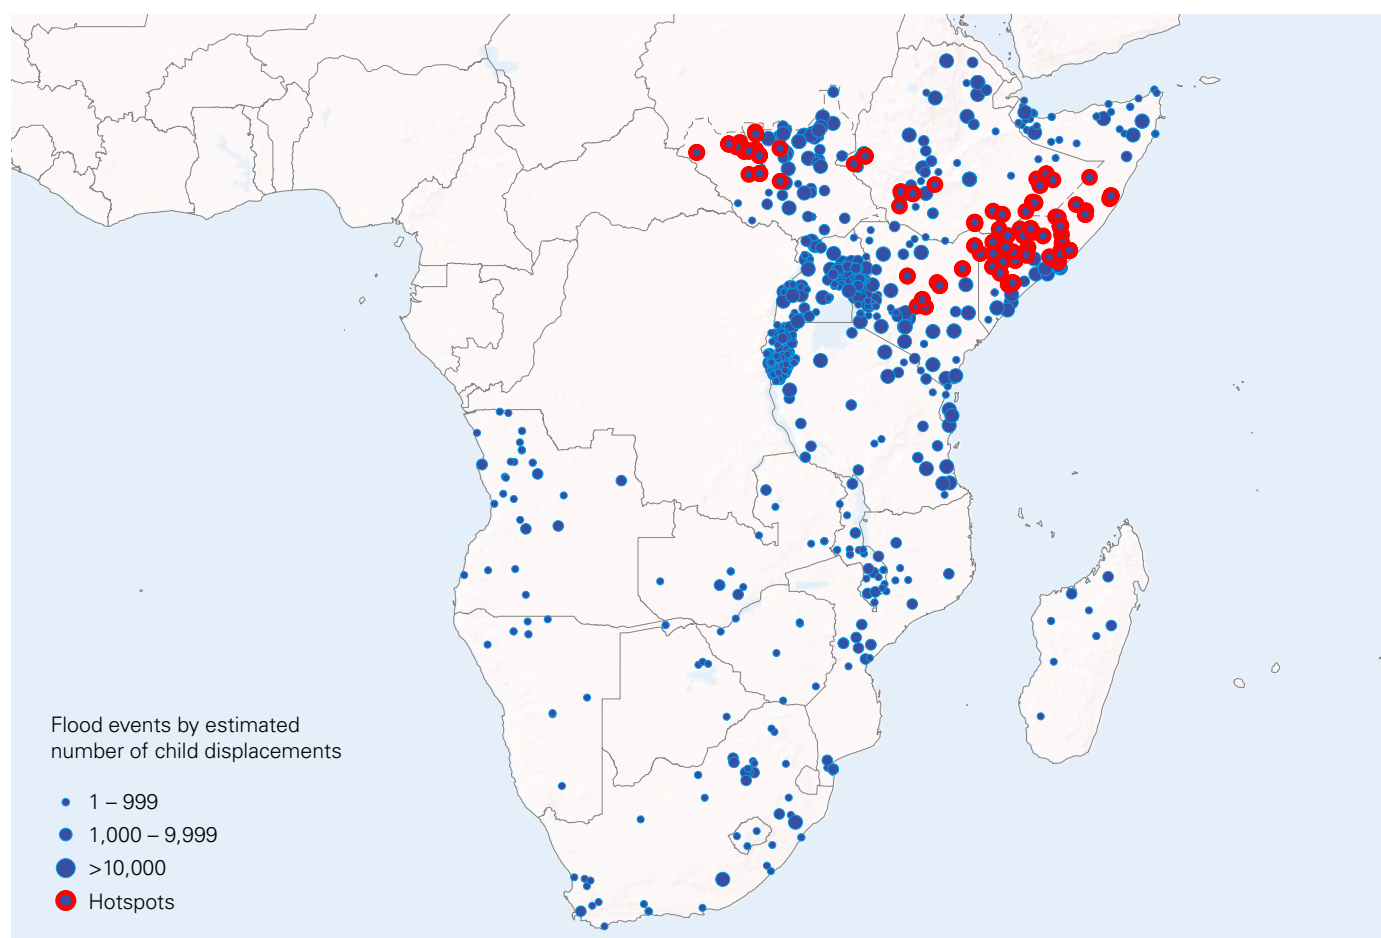 Flood events by estimated
number of child displacements
1 – 999
1,000 – 9,999
>10,000
Hotspots